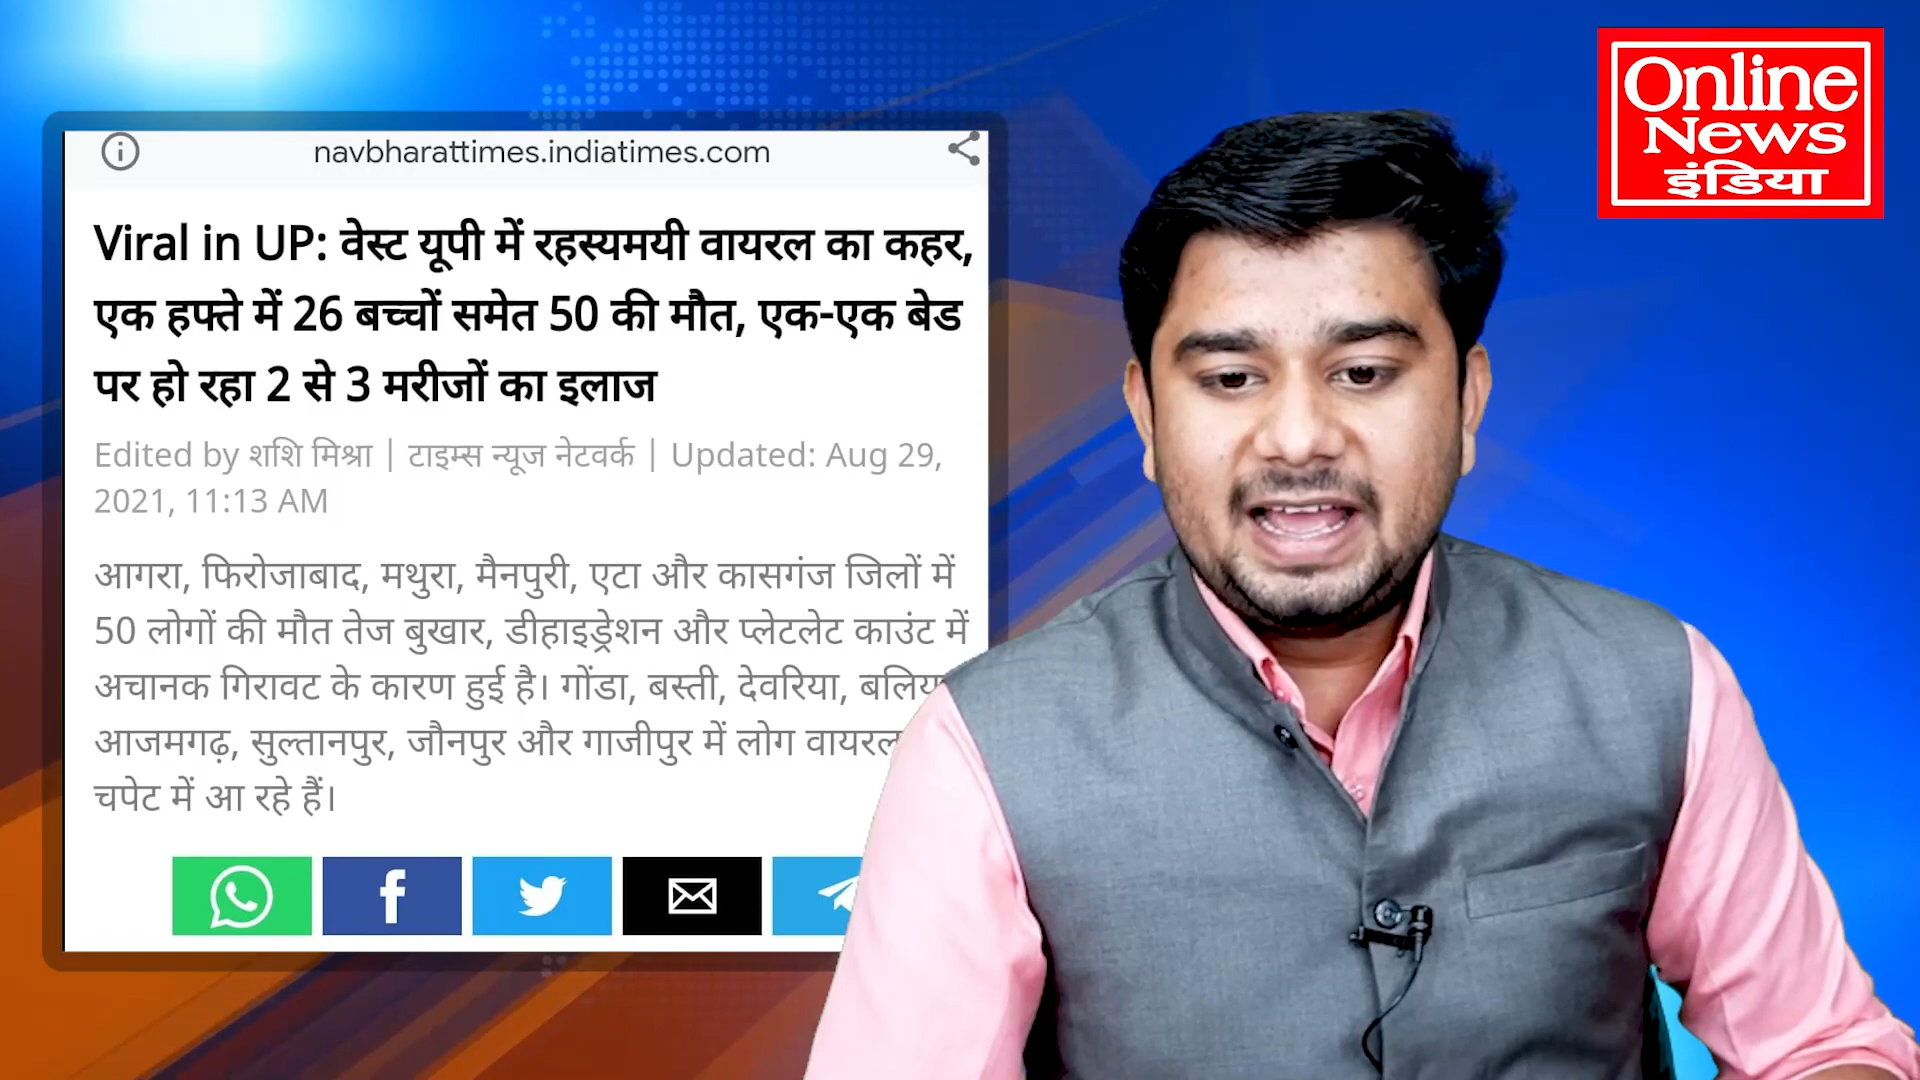 navbharattimes.indiatimes.com
Viral in UP: वेस्ट यूपी में रहस्यमयी वायरल का कहर,
एक हफ्ते में 26 बच्चों समेत 50 की मौत, एक-एक बेड
पर हो रहा 2 से 3 मरीजों का इलाज
Edited by शशि मिश्रा | टाइम्स न्यूज नेटवर्क | Updated: Aug 29,
2021, 11:13 AM
आगरा, फिरोजाबाद, मथुरा, मैनपुरी, एटा और कासगंज जिलों में
50 लोगों की मौत तेज बुखार, डीहाइड्रेशन और प्लेटलेट काउंट में
अचानक गिरावट के कारण हुई है। गोंडा, बस्ती, देवरिया,
आजमगढ़, सुल्तानपुर, जौनपुर और गाजीपुर में लोग वायरल
चपेट में आ रहे हैं।
Online
News
इंडिया